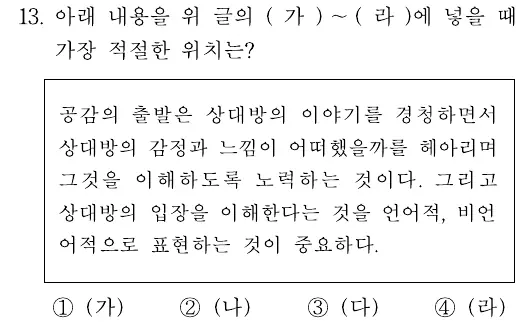 13. 아래 내용을 위 글의 ( 가 ) ~ ( 라 )에 넣을 때
가장 적절한 위치는?
공감의 출발은 상대방의 이야기를 경청하면서
상대방의 감정과 느낌이 어떠했을까를 헤아리며
그것을 이해하도록 노력하는 것이다. 그리고
상대방의 입장을 이해한다는 것을 언어적, 비언
어적으로 표현하는 것이 중요하다.
① (가) ② (나) ③ (다) ④ (라)